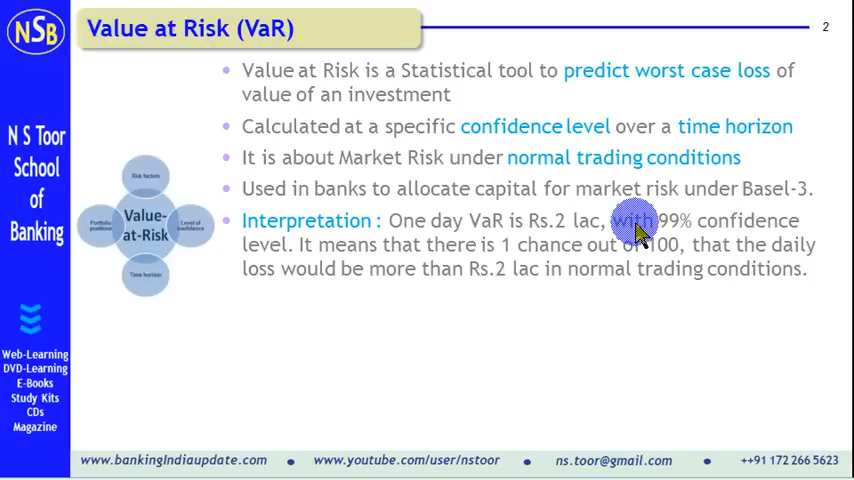 NSB
Value at Risk (VaR)
2
Value at Risk is a Statistical tool to predict worst case loss of
value of an investment
Calculated at a specific confidence level over a time horizon
It is about Market Risk under normal trading conditions
Used in banks to allocate capital for market risk under Basel-3.
Interpretation : One day VaR is Rs.2 lac, with 99% confidence
level. It means that there is 1 chance out of 100, that the daily
loss would be more than Rs.2 lac in normal trading conditions.
Risk factors
Portfolio
positions
Value-
at-Risk
Level of
confidence
Time horizon
N S Toor
School
of
Banking
Web-Learning
DVD-Learning
E-Books
Study Kits
CDs
Magazine
www.bankingIndiaupdate.com • www.youtube.com/user/nstoor • ns.toor@gmail.com • ++91 172 266 5623